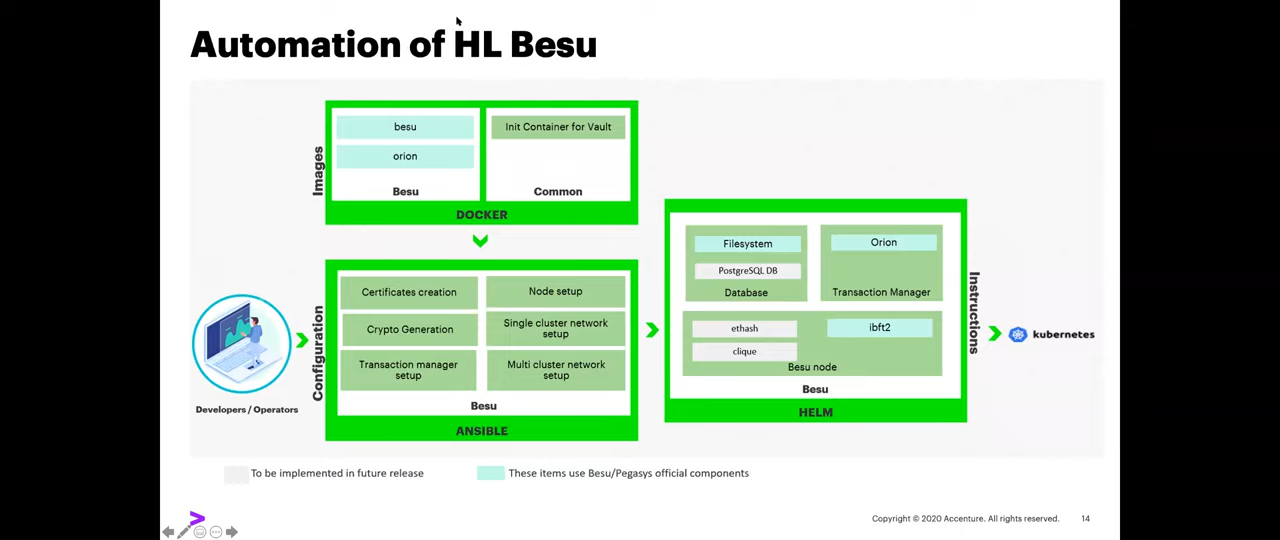 Automation of HL Besu
Images
besu
orion
Besu
Init Container for Vault
Common
DOCKER
Developers / Operators
Configuration
Certificates creation
Node setup
Crypto Generation
Single cluster network
setup
Transaction manager
setup
Multi cluster network
setup
Besu
ANSIBLE
Filesystem
PostgreSQL DB
Database
Orion
Transaction Manager
ethash
clique
ibft2
Besu node
Besu
HELM
Instructions
kubernetes
To be implemented in future release
These items use Besu/Pegasys official components
Copyright © 2020 Accenture. All rights reserved.
14